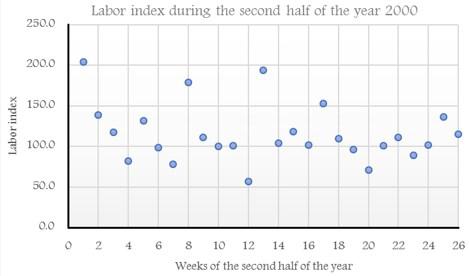 Labor index during the second half of the year 2000
250.0
200.0
150.0
100.0
50.0
0.0
Labor index
0 2 4 6 8 10 12 14 16 18 20 22 24 26
Weeks of the second half of the year